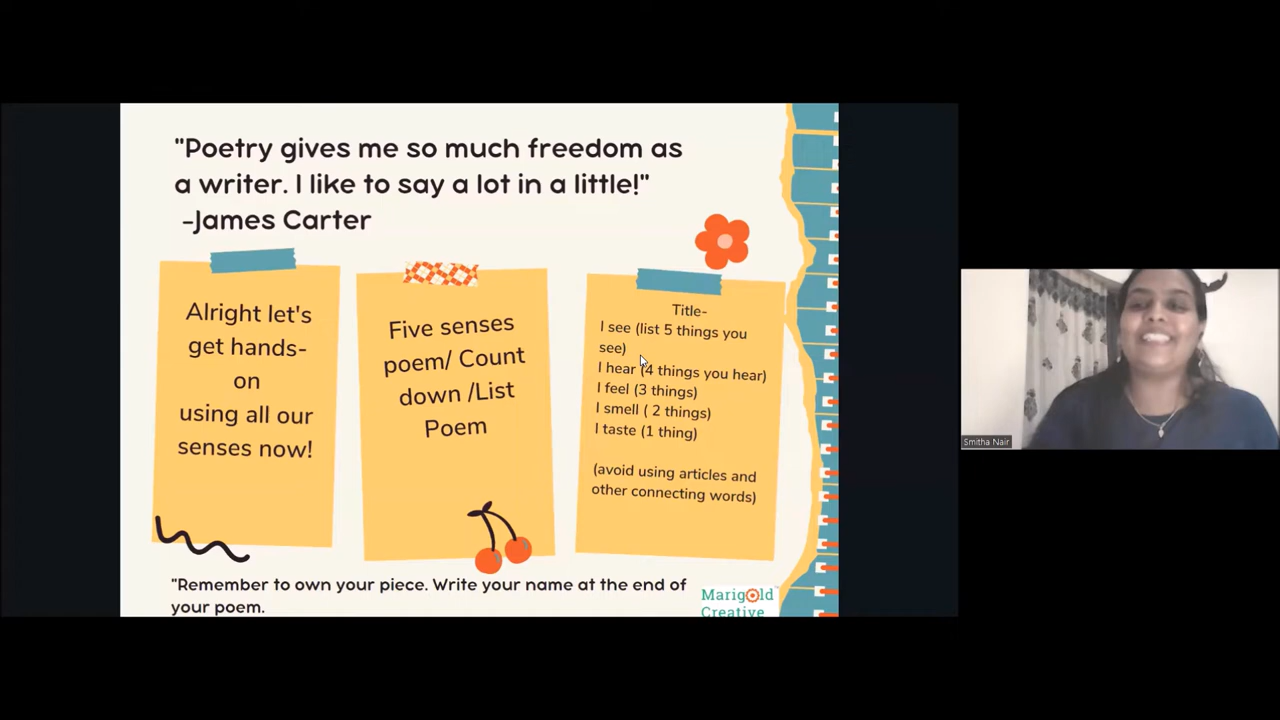 "Poetry gives me so much freedom as
a writer. I like to say a lot in a little!"
-James Carter
Alright let's
get hands-
on
using all our
senses now!
Five senses
poem/ Count
down /List
Poem
Title-
I see (list 5 things you
see)
I hear (4 things you hear)
I feel (3 things)
I smell ( 2 things)
I taste (1 thing)
(avoid using articles and
other connecting words)
"Remember to own your piece. Write your name at the end of
your poem.
Marigold
Creative
Smitha Nair